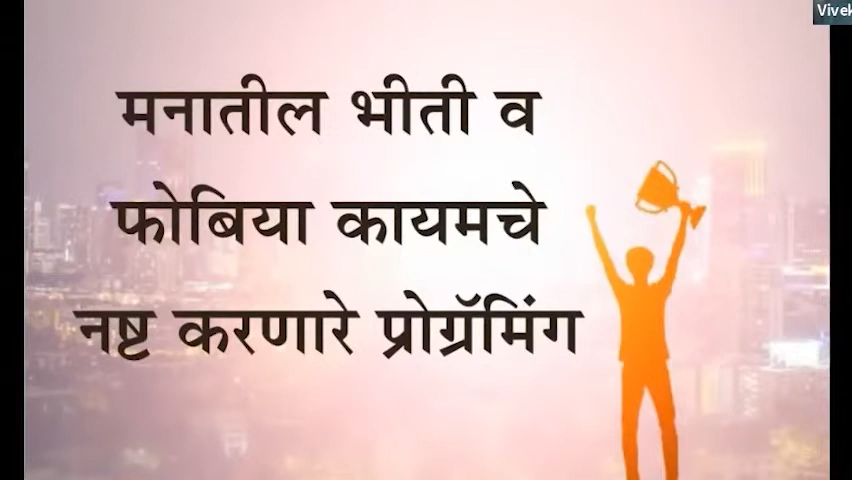 Vivek
मनातील भीती व
फोबिया कायमचे
नष्ट करणारे प्रोग्रॅमिंग